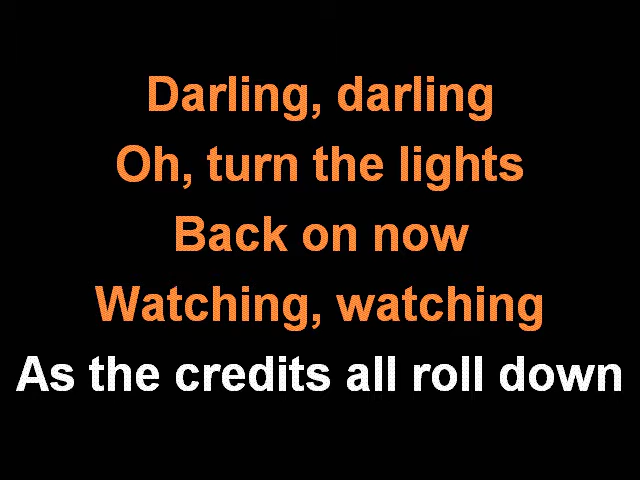 Darling, darling
Oh, turn the lights
Back on now
Watching, watching
As the credits all roll down